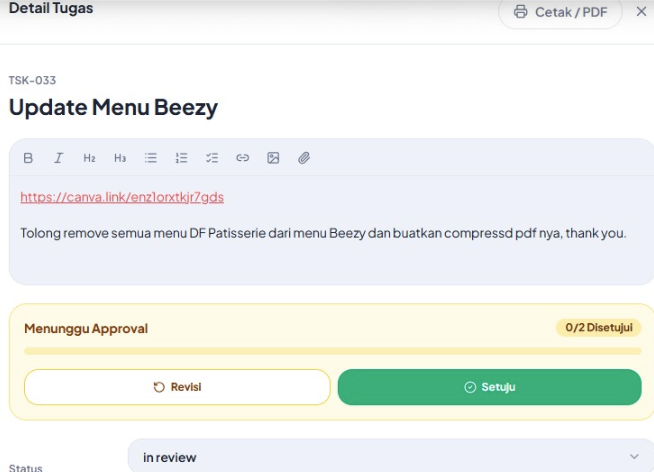 Detail Tugas
Cetak / PDF
TSK-033
Update Menu Beezy
B I H2 H3
https://canva.link/enz1orxtkjr7gds
Tolong remove semua menu DF Patisserie dari menu Beezy dan buatkan compressd pdf nya, thank you.
Menunggu Approval
0/2 Disetujui
Revisi
Setuju
Status
in review